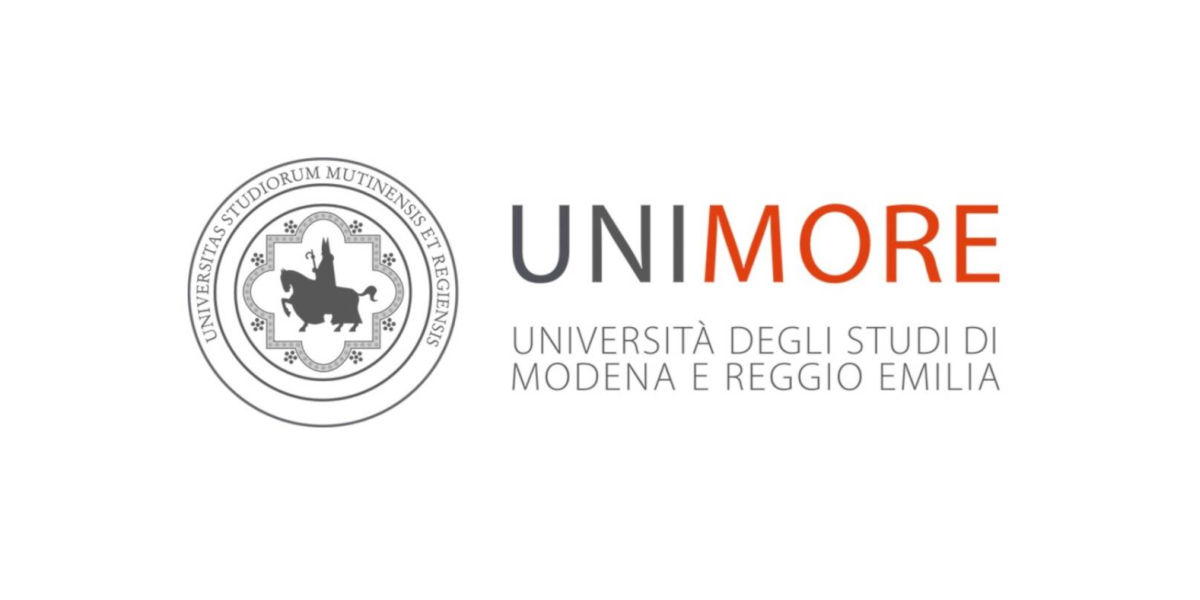 UNIVERSITAS STUDIORUM MUTINENSIS ET REGIENSIS
UNIMORE
UNIVERSITÀ DEGLI STUDI DI
MODENA E REGGIO EMILIA